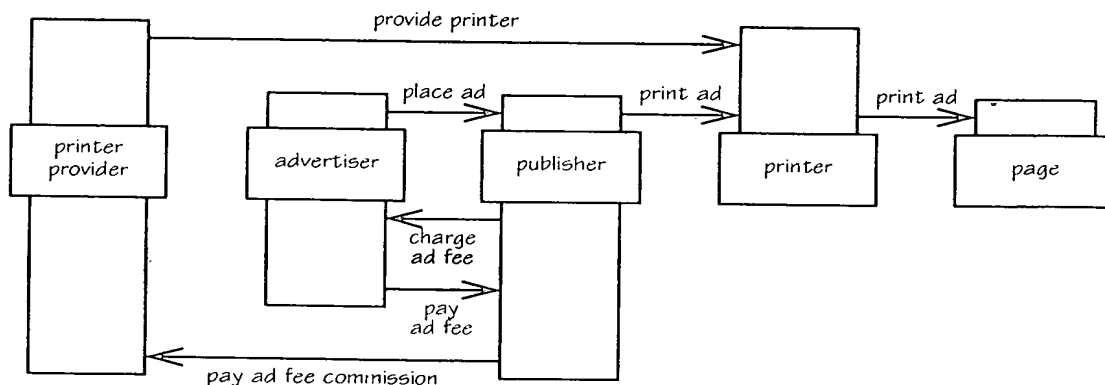 provide printer
place ad
print ad
print ad
printer
provider
advertiser
publisher
printer
page
charge
ad fee
pay
ad fee
pay ad fee commission